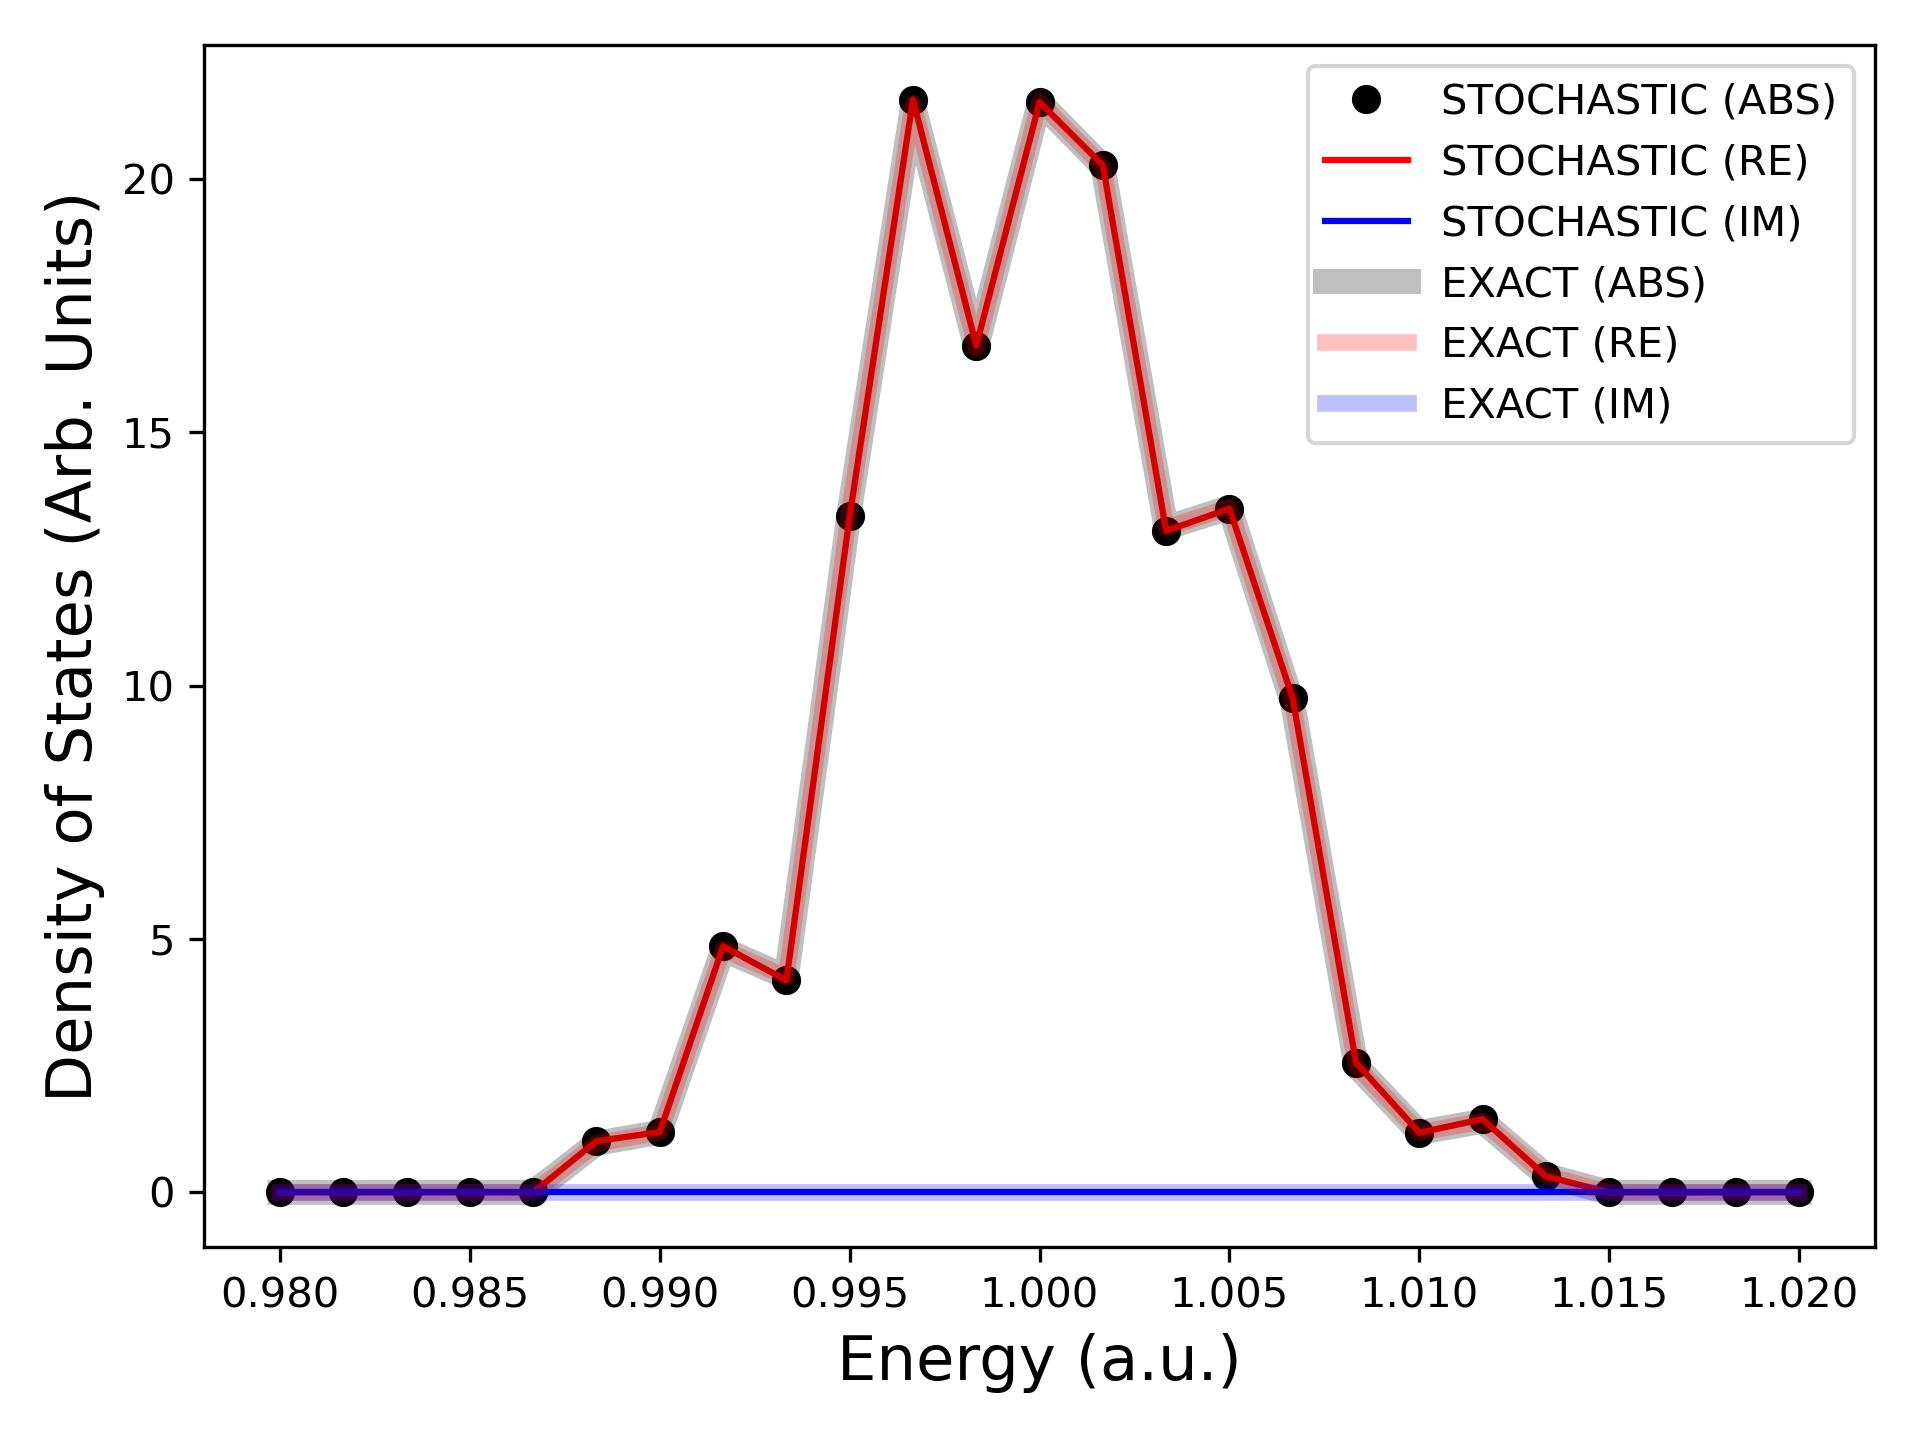 STOCHASTIC (ABS)
STOCHASTIC (RE)
STOCHASTIC (IM)
EXACT (ABS)
EXACT (RE)
EXACT (IM)
Density of States (Arb. Units)
20
15
10
5
0
0.980 0.985 0.990 0.995 1.000 1.005 1.010 1.015 1.020
Energy (a.u.)